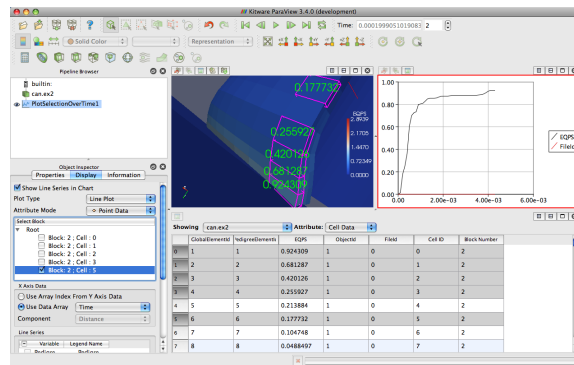 Kitware ParaView 3.4.0 (development)
Time: 0.0001999051019083 2
Solid Color
Representation
Pipeline Browser
builtin:
can.ex2
PlotSelectionOverTime1
Object Inspector
Properties Display Information
Show Line Series in Chart
Plot Type Line Plot
Attribute Mode Point Data
Select Block
Root
Block: 2 ; Cell : 0
Block: 2 ; Cell : 1
Block: 2 ; Cell : 2
Block: 2 ; Cell : 3
Block: 2 ; Cell : 5
X Axis Data
Use Array Index From Y Axis Data
Use Data Array Time
Component Distance
Line Series
Variable Legend Name
Pedigree Pedigree
0.177732
0.255927
0.420126
0.681287
0.924309
EQPS
2.8939
2.1705
1.4470
0.72349
0.0000
1.00
0.80
0.60
0.40
0.20
0.00
0.00 2.00e-03 4.00e-03 6.00e-03
EQPS
FileId
Showing can.ex2 Attribute: Cell Data
GlobalElementId EQPS ObjectId FileId Cell ID Block Number
0 1 1 0.924309 1 0 0 2
1 2 2 0.681287 1 0 1 2
2 3 3 0.420126 1 0 2 2
3 4 4 0.255927 1 0 3 2
4 5 5 0.213884 1 0 4 2
5 6 6 0.177732 1 0 5 2
6 7 7 0.104748 1 0 6 2
7 8 8 0.0488497 1 0 7 2